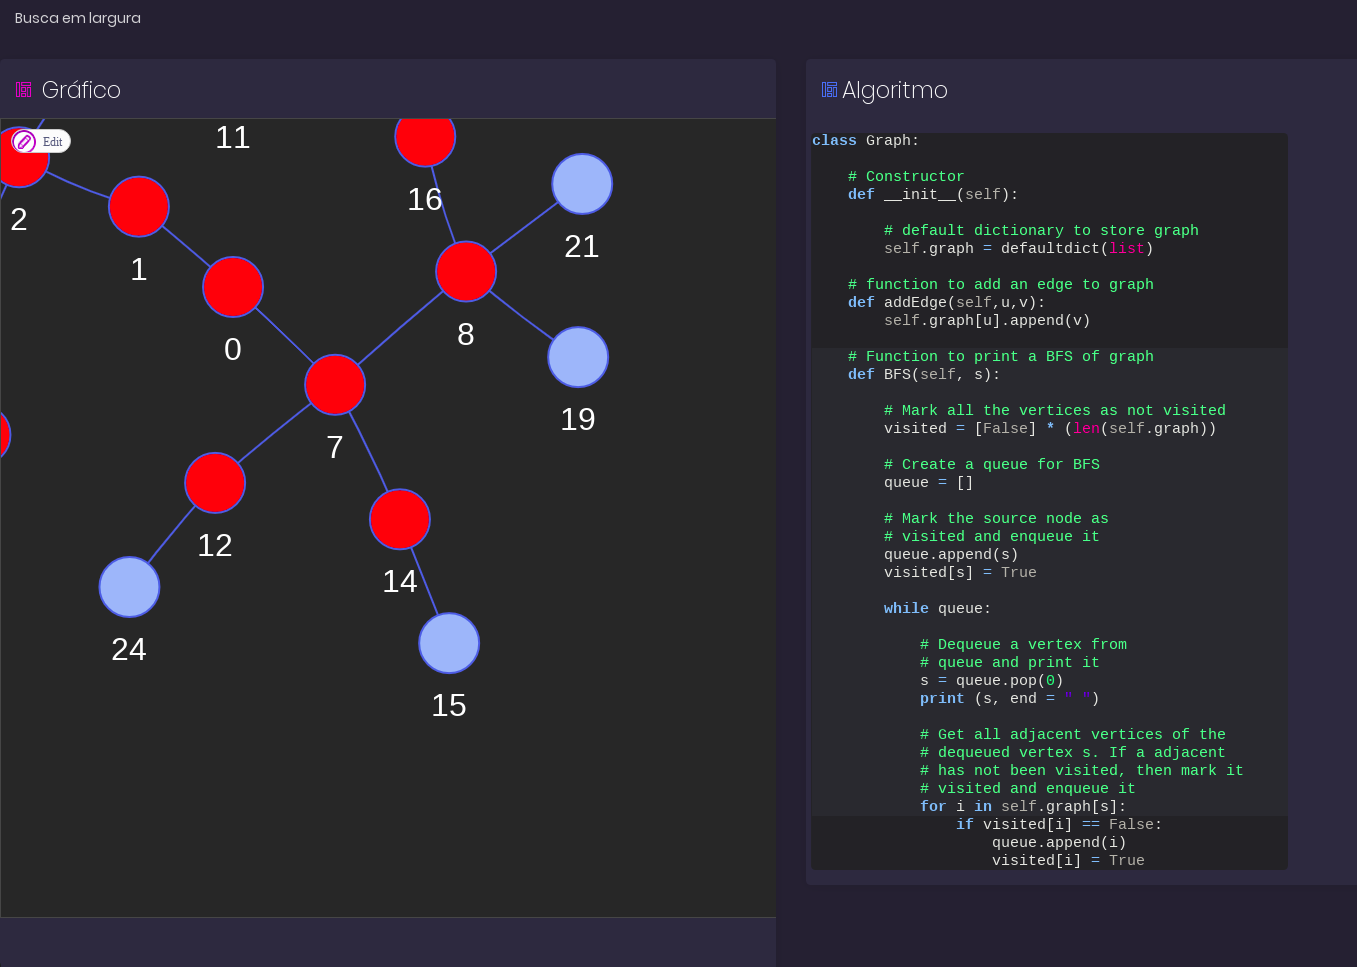 Busca em largura
Gráfico
Edit
11
16
2
21
1
0
8
19
7
12
14
24
15
Algoritmo
class Graph:
    # Constructor
    def __init__(self):
        # default dictionary to store graph
        self.graph = defaultdict(list)
    # function to add an edge to graph
    def addEdge(self,u,v):
        self.graph[u].append(v)
    # Function to print a BFS of graph
    def BFS(self, s):
        # Mark all the vertices as not visited
        visited = [False] * (len(self.graph))
        # Create a queue for BFS
        queue = []
        # Mark the source node as
        # visited and enqueue it
        queue.append(s)
        visited[s] = True
        while queue:
            # Dequeue a vertex from
            # queue and print it
            s = queue.pop(0)
            print (s, end = " ")
            # Get all adjacent vertices of the
            # dequeued vertex s. If a adjacent
            # has not been visited, then mark it
            # visited and enqueue it
            for i in self.graph[s]:
                if visited[i] == False:
                    queue.append(i)
                    visited[i] = True